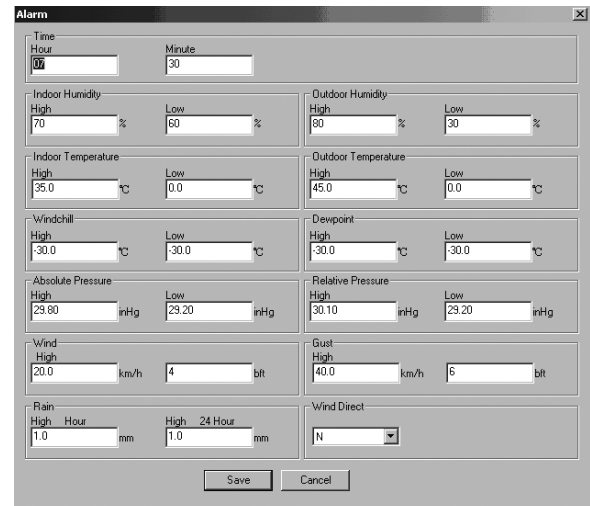 Alarm
Time
Hour Minute
07 30
Indoor Humidity Outdoor Humidity
High Low High Low
70 % 60 % 80 % 30 %
Indoor Temperature Outdoor Temperature
High Low High Low
35.0 °C 0.0 °C 45.0 °C 0.0 °C
Windchill Dewpoint
High Low High Low
-30.0 °C -30.0 °C -30.0 °C -30.0 °C
Absolute Pressure Relative Pressure
High Low High Low
29.80 inHg 29.20 inHg 30.10 inHg 29.20 inHg
Wind Gust
High High
20.0 km/h 4 bft 40.0 km/h 6 bft
Rain Wind Direct
High Hour High 24 Hour
1.0 mm 1.0 mm N
Save Cancel